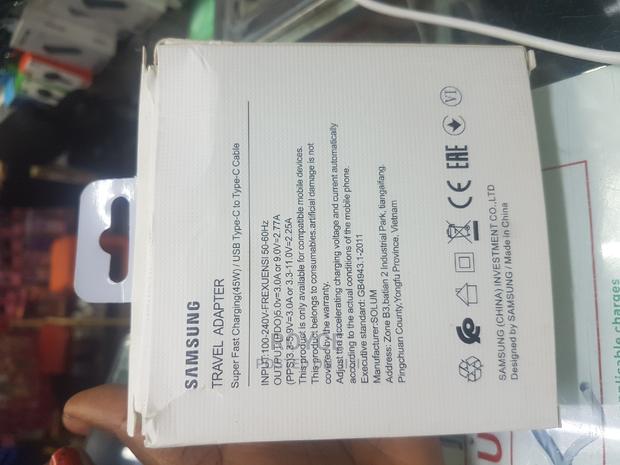 SAMSUNG
TRAVEL ADAPTER
Super Fast Charging(45W) / USB Type-C to Type-C Cable
INPUT:100-240V-FREXUENSI 50-60Hz
OUTPUT:(PDO)5.0v=3.0A or 9.0V=2.77A
(PPS)3.3-5.9V=3.0A or 3.3-11.0V=2.25A
This product is only available for compatible mobile devices.
This product belongs to consumables.artificial damage is not
covered by the warranty.
Adjust the accelerating charging voltage and current automatically
according to the actual conditions of the mobile phone.
Executive standard: GB4943.1-2011
Manufacturer:SOLUM
Address: Zone B3,batian 2 Industrial Park, tiangaifang,
Pingchuan County,Yongfu Province, Vietnam
CE EAC VI
SAMSUNG (CHINA) INVESTMENT CO.,LTD
Designed by SAMSUNG / Made in China
applicable charges